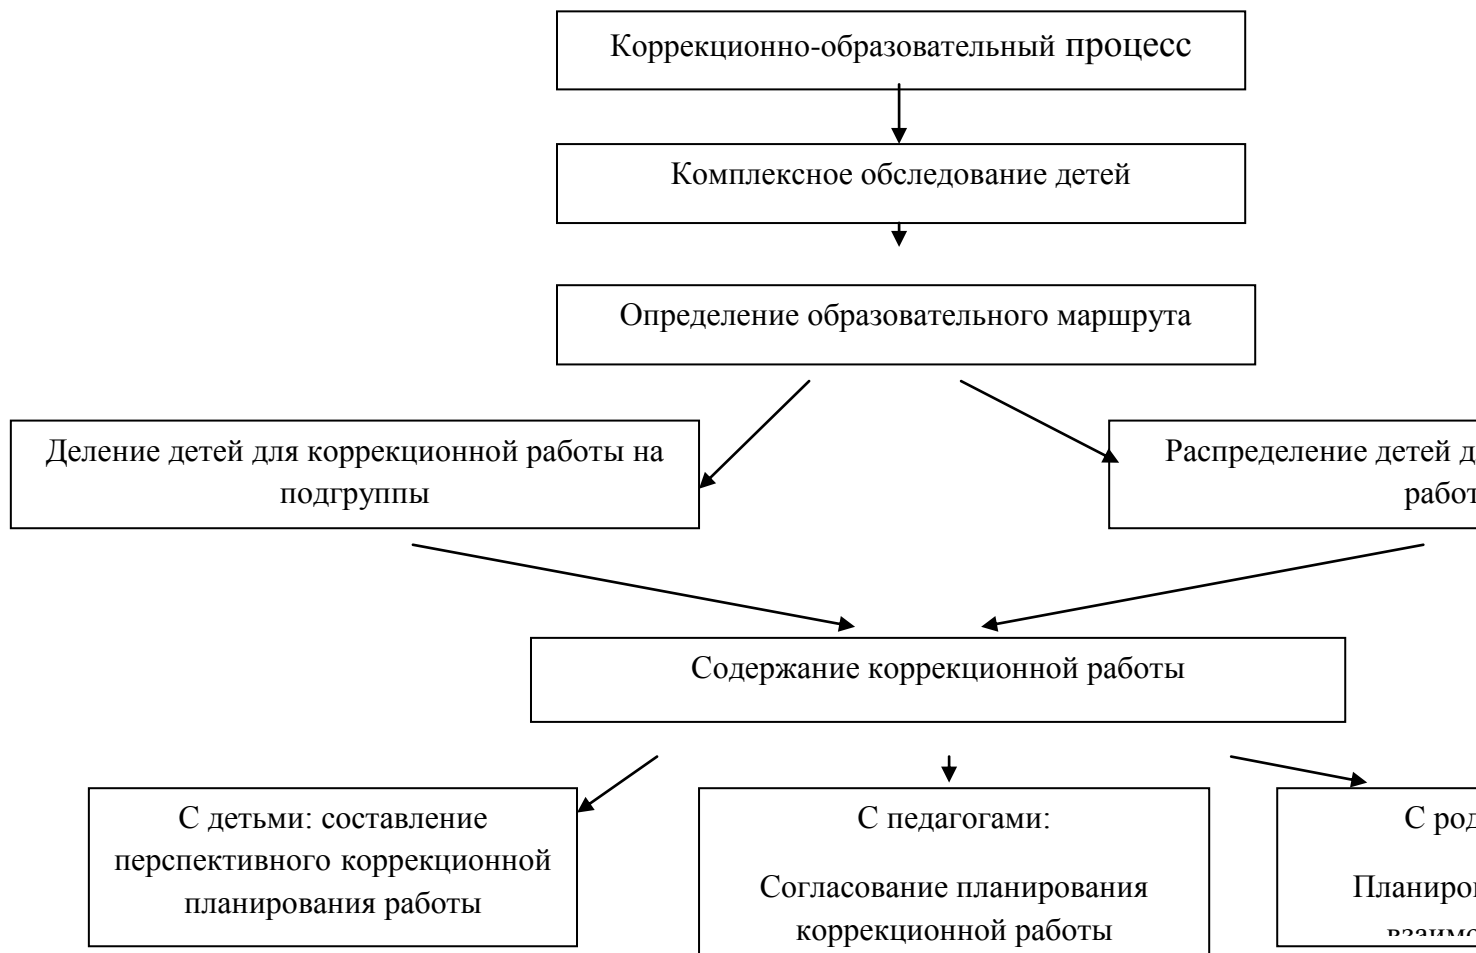 Коррекционно-образовательный процесс
Комплексное обследование детей
Определение образовательного маршрута
Деление детей для коррекционной работы на
подгруппы
Распределение детей д
работ
Содержание коррекционной работы
С детьми: составление
перспективного коррекционной
планирования работы
С педагогами:
Согласование планирования
коррекционной работы
С род
Планиро
взаимо